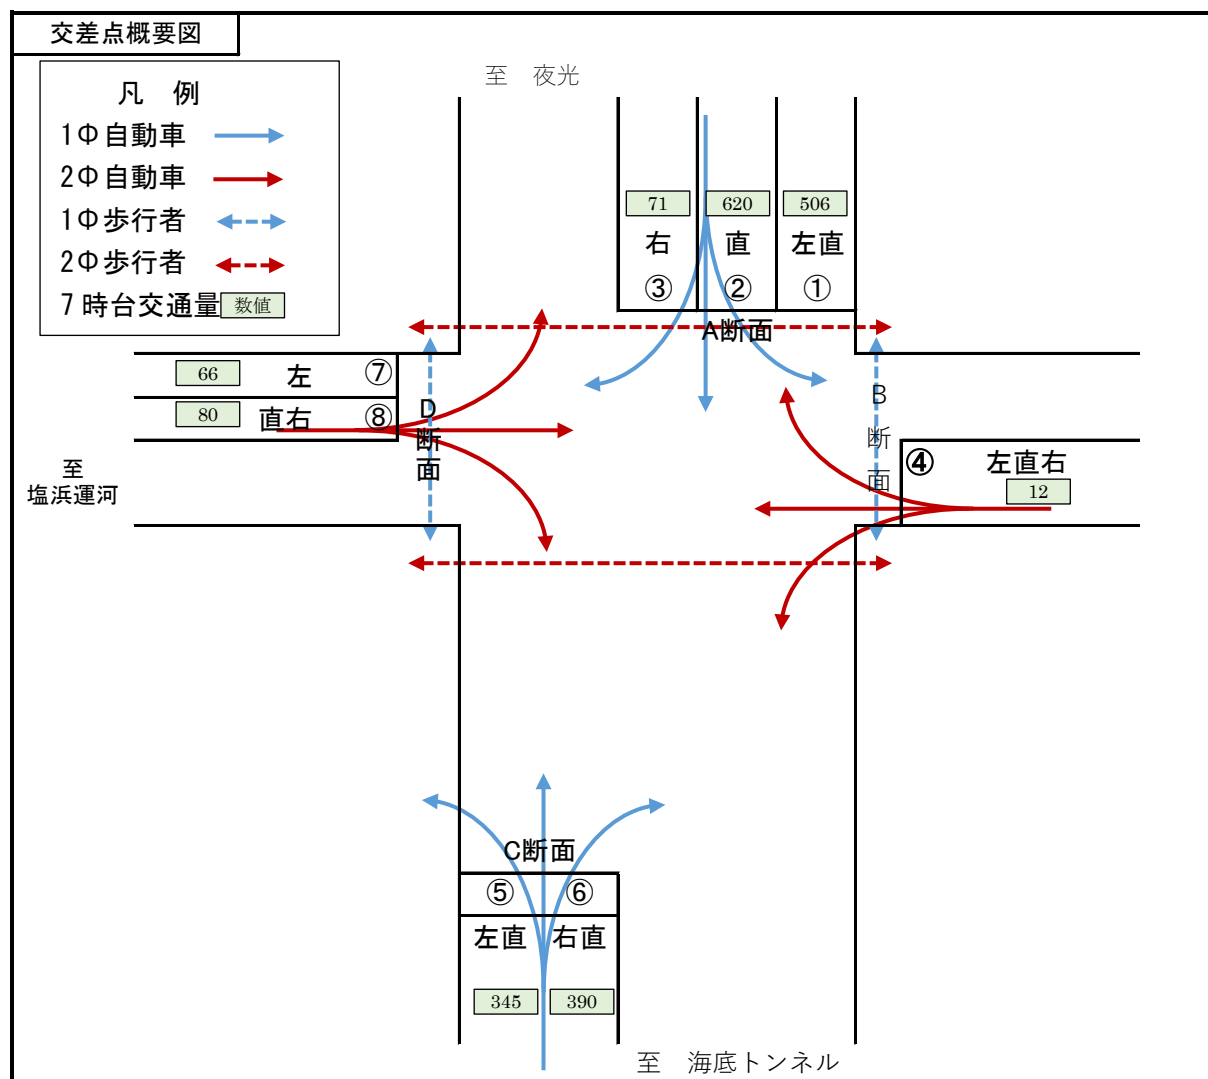 交差点概要図
凡 例
1Φ自動車
2Φ自動車
1Φ歩行者
2Φ歩行者
7時台交通量 数値
至 夜光
71 620 506
右 直 左直
③ ② ①
A断面
66 左 ⑦
80 直右 ⑧
D断面
B断面
④ 左直右
12
至
塩浜運河
C断面
⑤ ⑥
左直 右直
345 390
至 海底トンネル